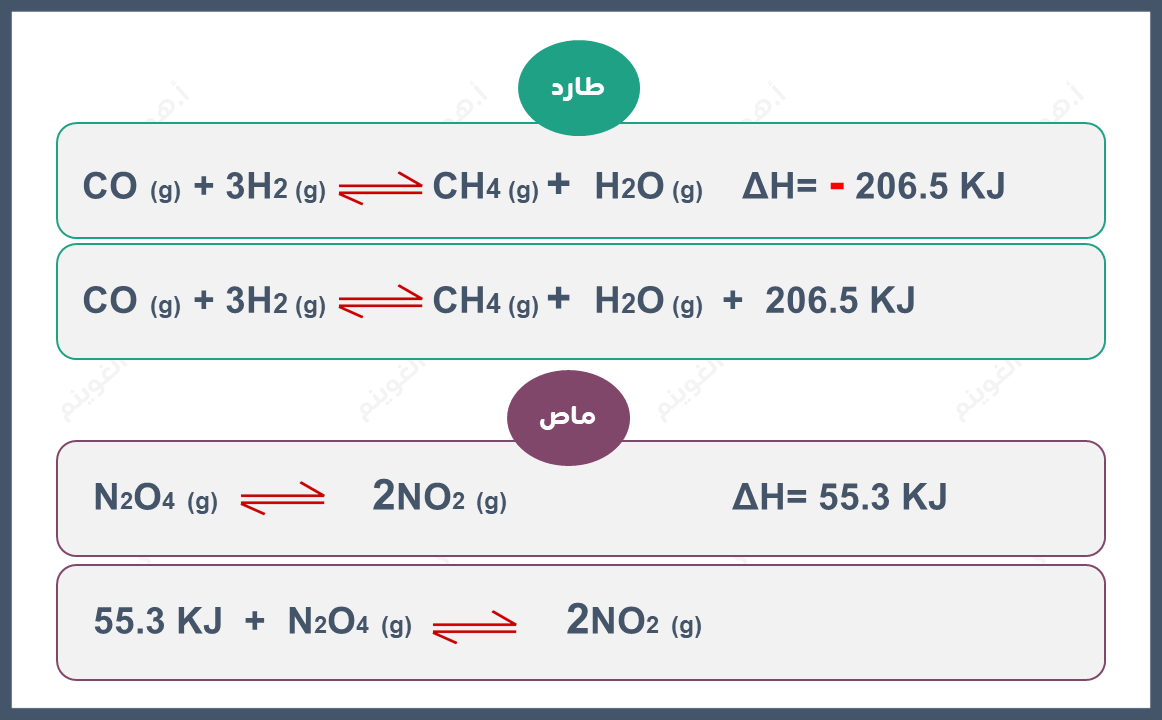 طارد
CO (g) + 3H2 (g) ⇌ CH4 (g) + H2O (g) ΔH= - 206.5 KJ
CO (g) + 3H2 (g) ⇌ CH4 (g) + H2O (g) + 206.5 KJ
ماص
N2O4 (g) ⇌ 2NO2 (g) ΔH= 55.3 KJ
55.3 KJ + N2O4 (g) ⇌ 2NO2 (g)